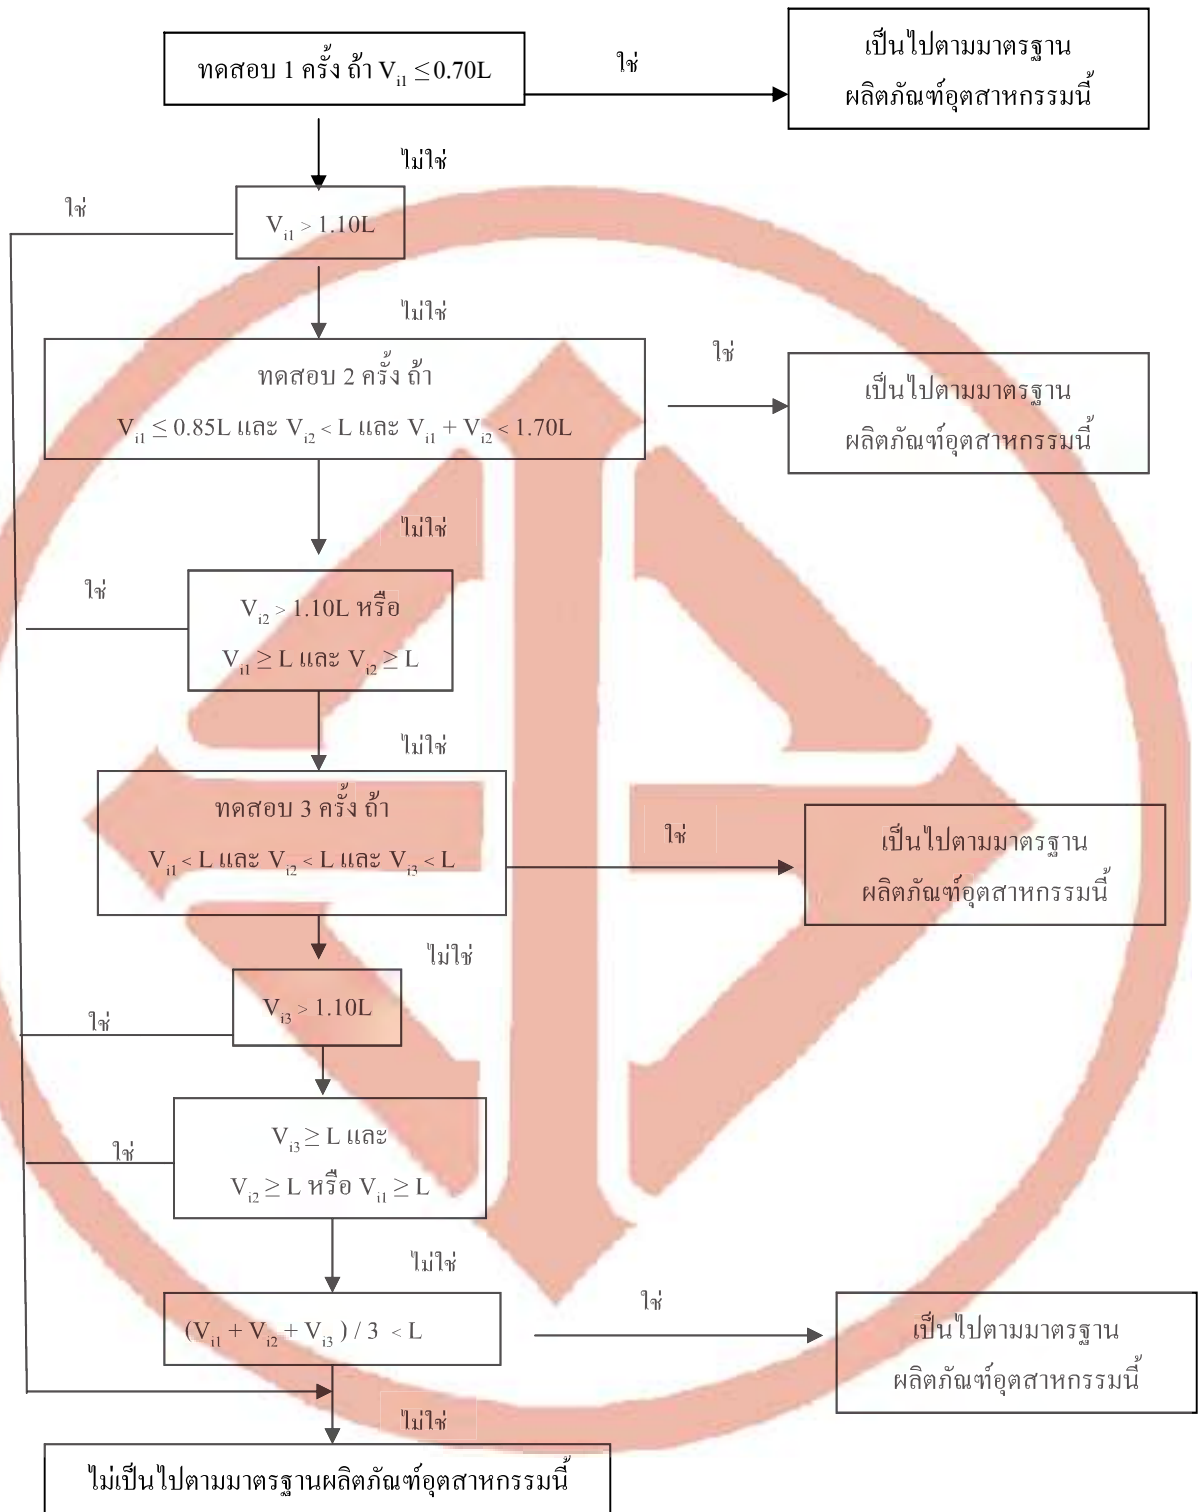 ทดสอบ 1 ครั้ง ถ้า Vi1 ≤ 0.70L
ใช่
เป็นไปตามมาตรฐาน
ผลิตภัณฑ์อุตสาหกรรมนี้
ไม่ใช่
ใช่
Vi1 > 1.10L
ไม่ใช่
ทดสอบ 2 ครั้ง ถ้า
Vi1 ≤ 0.85L และ Vi2 < L และ Vi1 + Vi2 < 1.70L
ใช่
เป็นไปตามมาตรฐาน
ผลิตภัณฑ์อุตสาหกรรมนี้
ไม่ใช่
ใช่
Vi2 > 1.10L หรือ
Vi1 ≥ L และ Vi2 ≥ L
ไม่ใช่
ทดสอบ 3 ครั้ง ถ้า
Vi1 < L และ Vi2 < L และ Vi3 < L
ใช่
เป็นไปตามมาตรฐาน
ผลิตภัณฑ์อุตสาหกรรมนี้
ไม่ใช่
Vi3 > 1.10L
ใช่
Vi3 ≥ L และ
Vi2 ≥ L หรือ Vi1 ≥ L
ใช่
ไม่ใช่
(Vi1 + Vi2 + Vi3 ) / 3 < L
ใช่
เป็นไปตามมาตรฐาน
ผลิตภัณฑ์อุตสาหกรรมนี้
ไม่ใช่
ไม่เป็นไปตามมาตรฐานผลิตภัณฑ์อุตสาหกรรมนี้